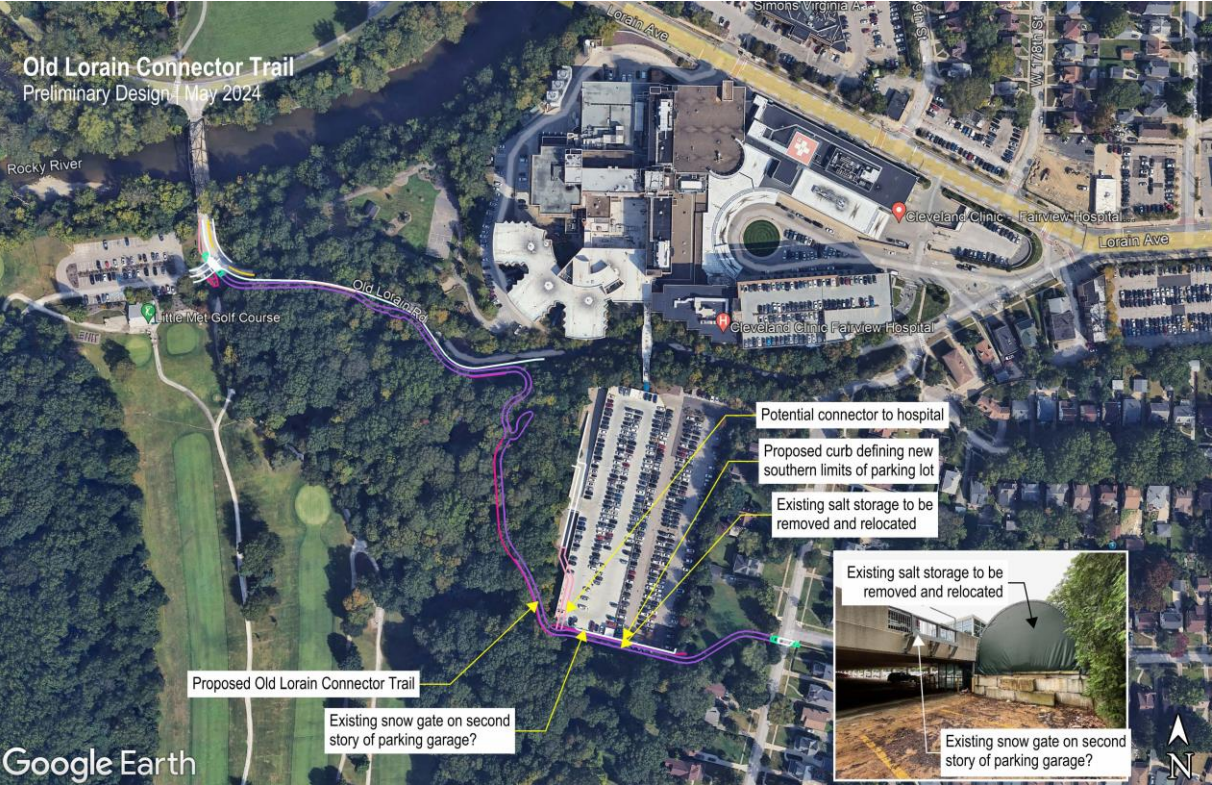 Old Lorain Connector Trail
Preliminary Design | May 2024
Lorain Ave
Simons Virginia A
W 178th St
Rocky River
Cleveland Clinic - Fairview Hospital
Lorain Ave
Old Lorain Rd
Little Met Golf Course
Cleveland Clinic Fairview Hospital
Potential connector to hospital
Proposed curb defining new
southern limits of parking lot
Existing salt storage to be
removed and relocated
Existing salt storage to be
removed and relocated
Proposed Old Lorain Connector Trail
Existing snow gate on second
story of parking garage?
Existing snow gate on second
story of parking garage?
Google Earth
N